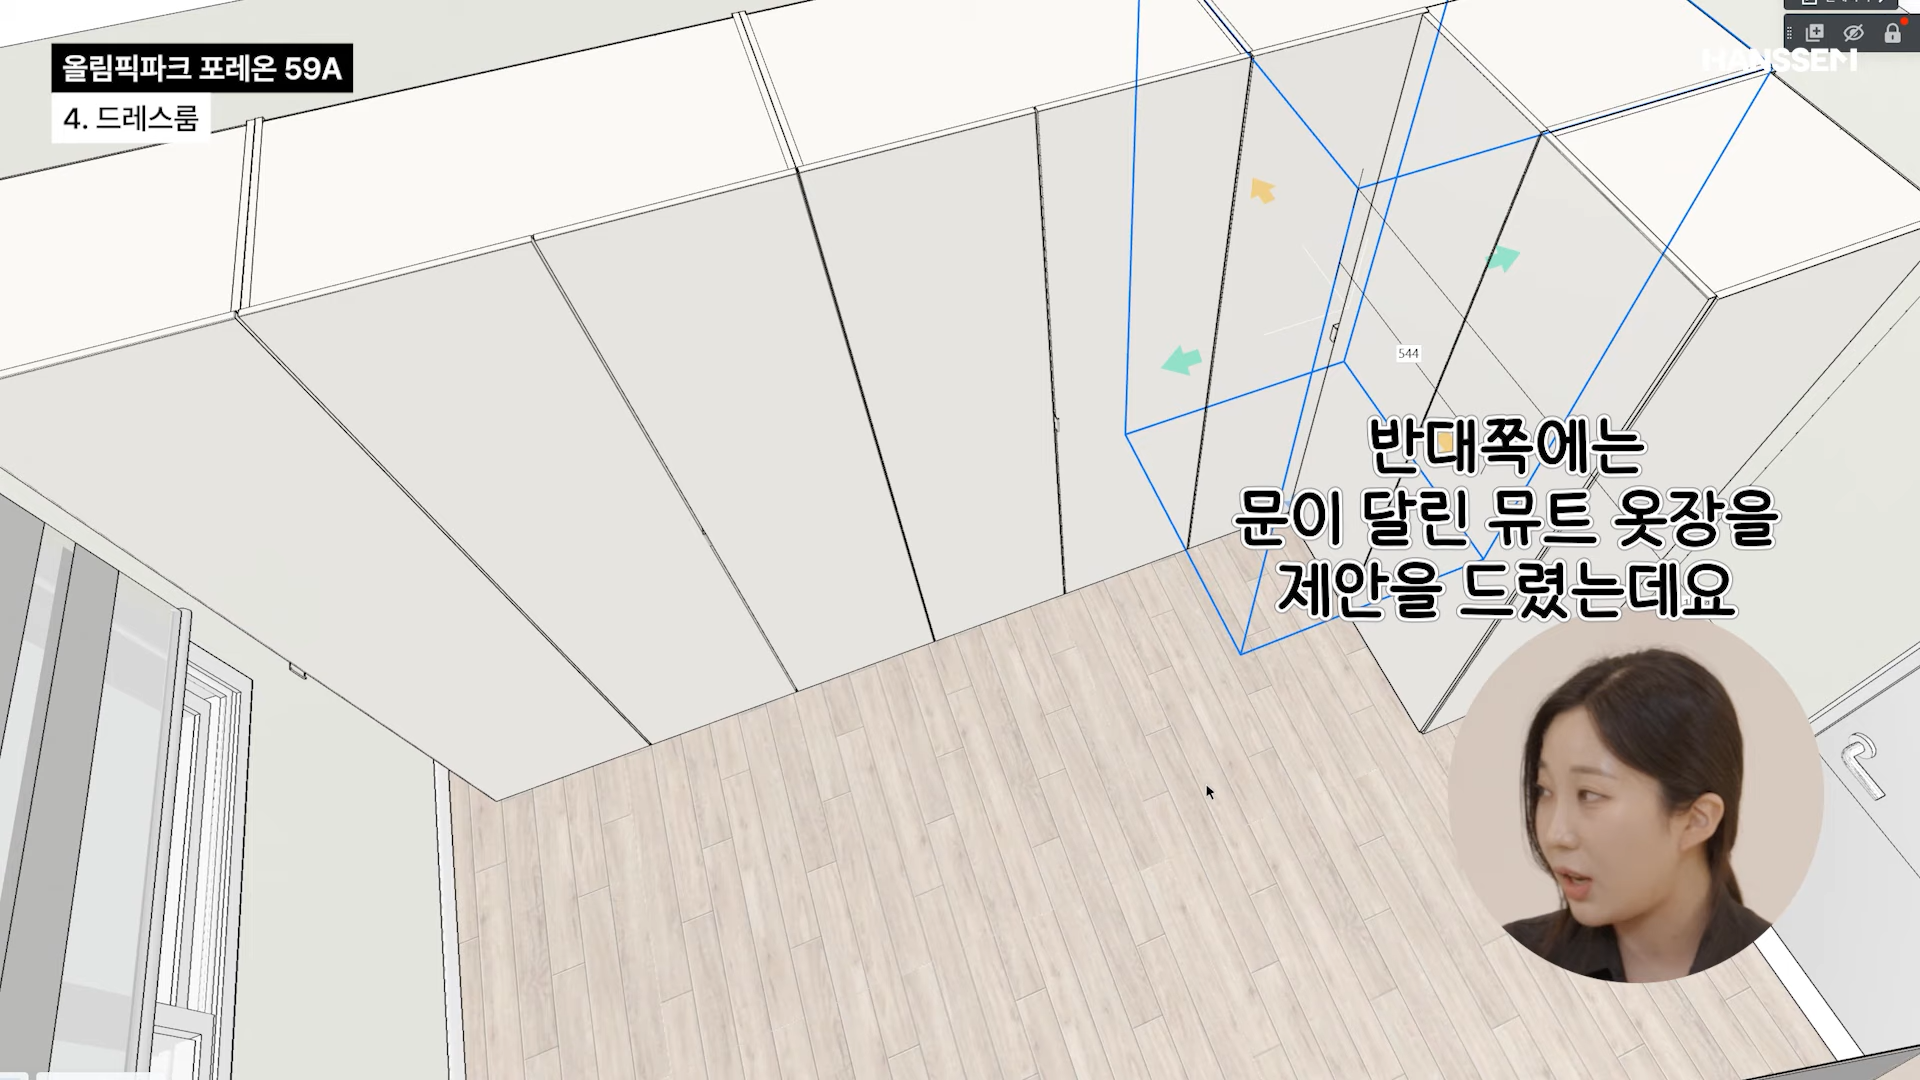 올림픽파크 포레온 59A
4. 드레스룸
HANSSEM
544
반대쪽에는
문이 달린 뮤트 옷장을
제안을 드렸는데요